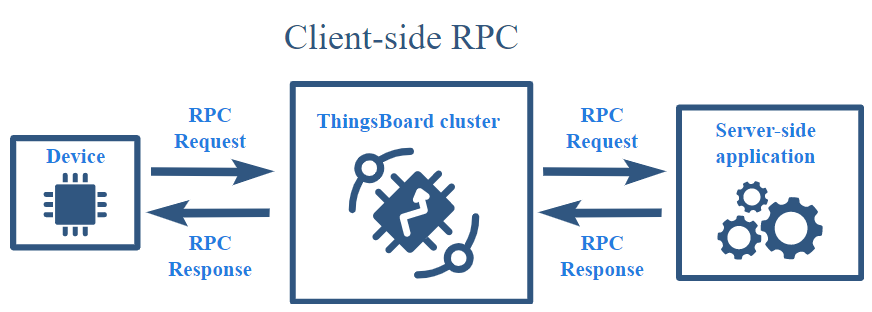 Client-side RPC
Device
RPC
Request
RPC
Response
ThingsBoard cluster
RPC
Request
RPC
Response
Server-side
application